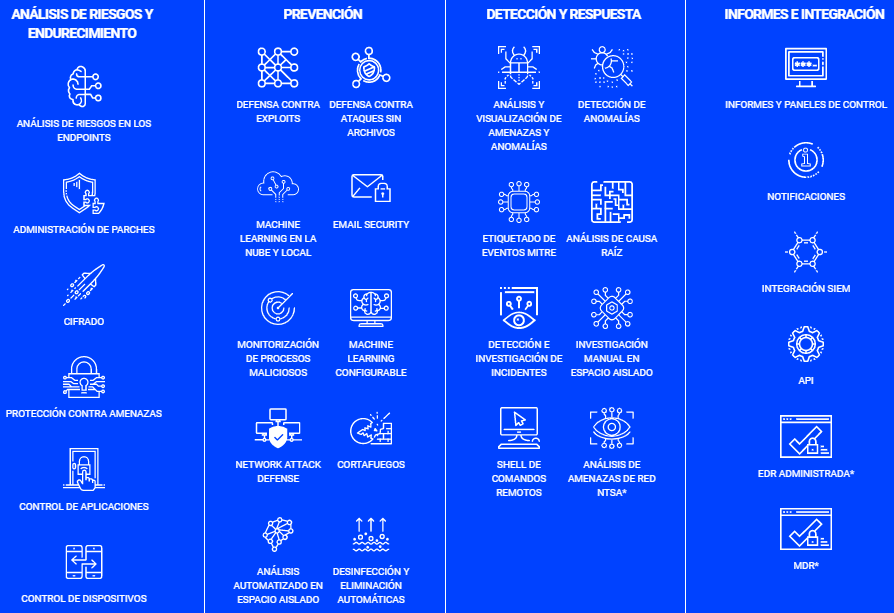 ANÁLISIS DE RIESGOS Y
ENDURECIMIENTO
ANÁLISIS DE RIESGOS EN LOS
ENDPOINTS
ADMINISTRACIÓN DE PARCHES
CIFRADO
PROTECCIÓN CONTRA AMENAZAS
CONTROL DE APLICACIONES
CONTROL DE DISPOSITIVOS
PREVENCIÓN
DEFENSA CONTRA
EXPLOITS
DEFENSA CONTRA
ATAQUES SIN
ARCHIVOS
MACHINE
LEARNING EN LA
NUBE Y LOCAL
EMAIL SECURITY
MONITORIZACIÓN
DE PROCESOS
MALICIOSOS
MACHINE
LEARNING
CONFIGURABLE
NETWORK ATTACK
DEFENSE
CORTAFUEGOS
ANÁLISIS
AUTOMATIZADO EN
ESPACIO AISLADO
DESINFECCIÓN Y
ELIMINACIÓN
AUTOMÁTICAS
DETECCIÓN Y RESPUESTA
ANÁLISIS Y
VISUALIZACIÓN DE
AMENAZAS Y
ANOMALÍAS
DETECCIÓN DE
ANOMALÍAS
ETIQUETADO DE
EVENTOS MITRE
ANÁLISIS DE CAUSA
RAÍZ
DETECCIÓN E
INVESTIGACIÓN DE
INCIDENTES
INVESTIGACIÓN
MANUAL EN
ESPACIO AISLADO
SHELL DE
COMANDOS
REMOTOS
ANÁLISIS DE
AMENAZAS DE RED
NTSA*
INFORMES E INTEGRACIÓN
***_
INFORMES Y PANELES DE CONTROL
i
NOTIFICACIONES
INTEGRACIÓN SIEM
API
EDR ADMINISTRADA*
MDR*